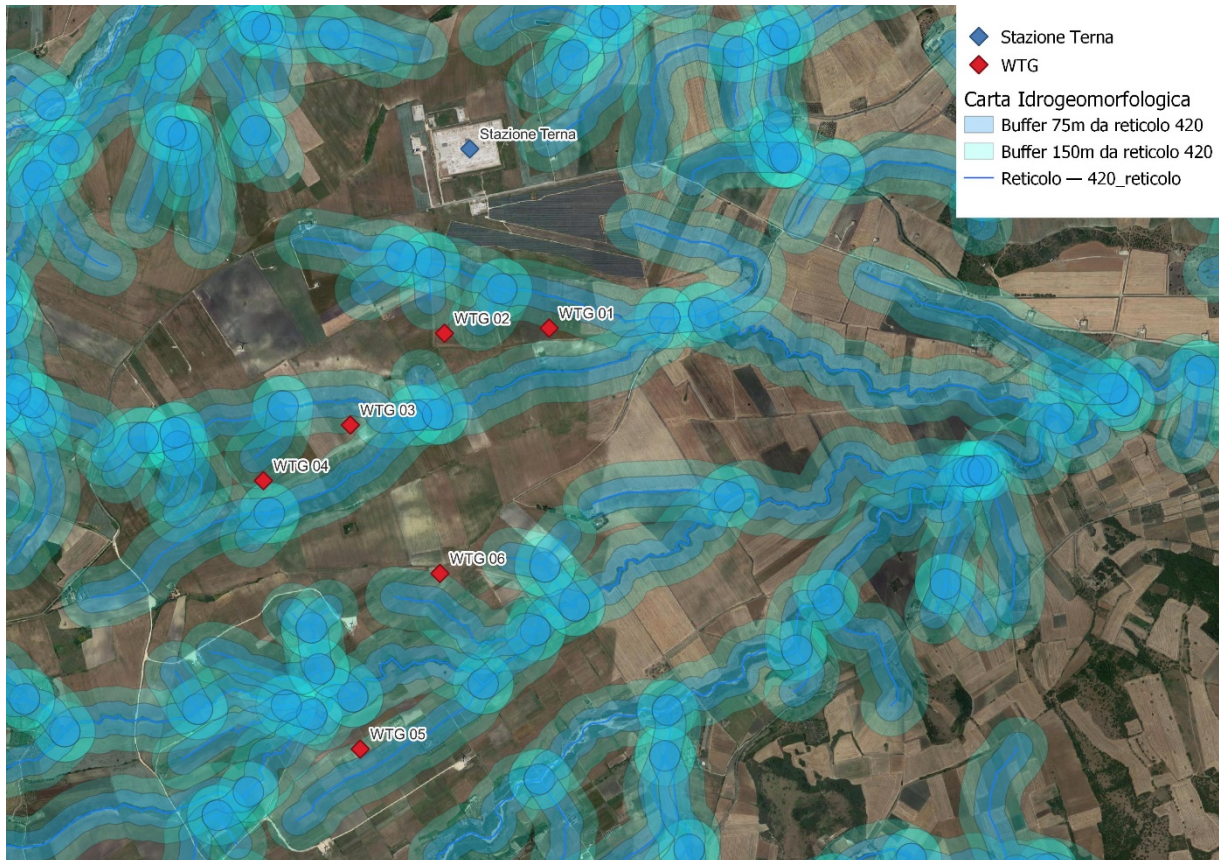 Stazione Terna
WTG
Carta Idrogeomorfologica
Buffer 75m da reticolo 420
Buffer 150m da reticolo 420
Reticolo — 420_reticolo
Stazione Terna
WTG 01
WTG 02
WTG 03
WTG 04
WTG 06
WTG 05